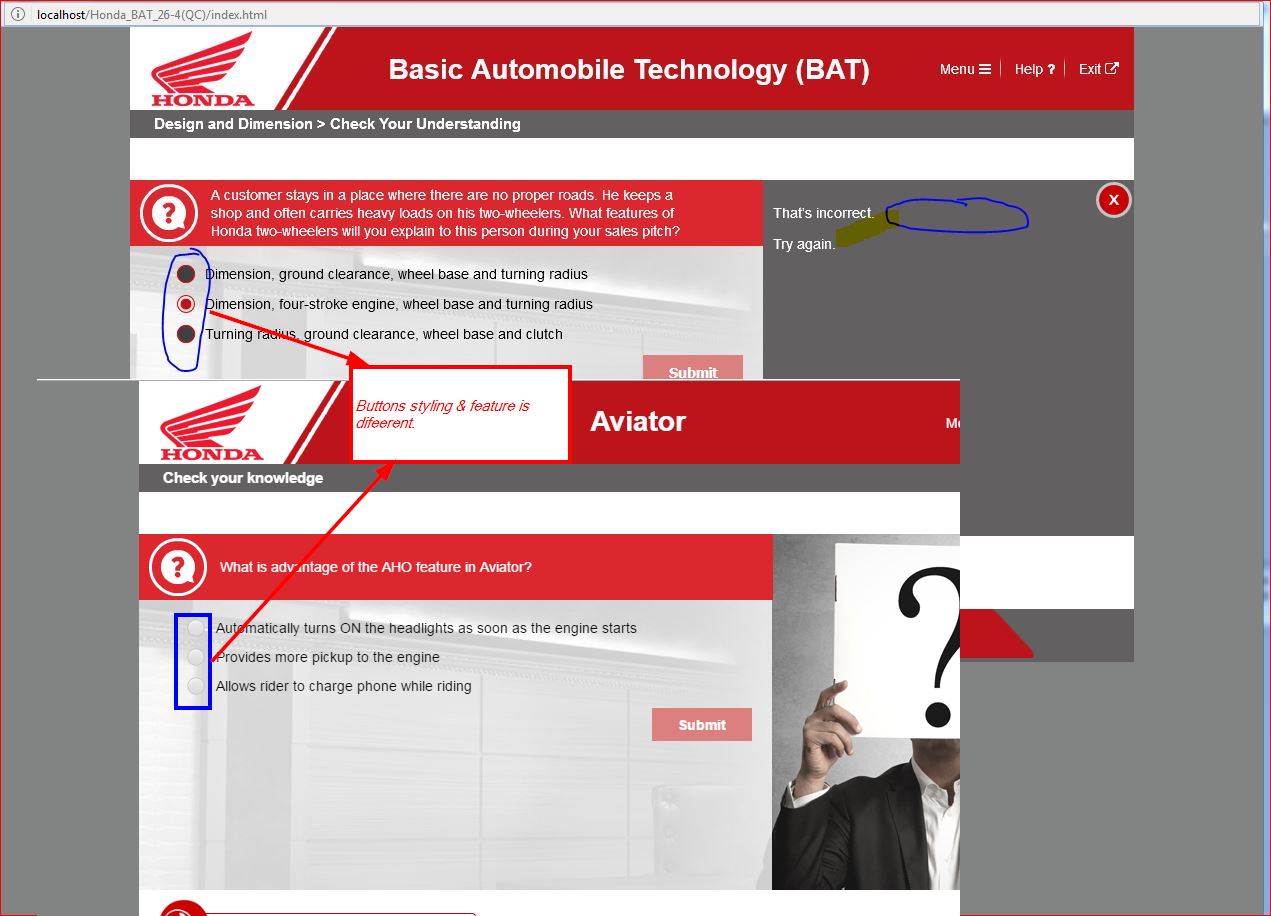 localhost/Honda_BAT_26-4(QC)/index.html
HONDA
Basic Automobile Technology (BAT)
Menu
Help ?
Exit
Design and Dimension > Check Your Understanding
?
A customer stays in a place where there are no proper roads. He keeps a
shop and often carries heavy loads on his two-wheelers. What features of
Honda two-wheelers will you explain to this person during your sales pitch?
X
That's incorrect.
Try again.
Dimension, ground clearance, wheel base and turning radius
Dimension, four-stroke engine, wheel base and turning radius
Turning radius, ground clearance, wheel base and clutch
Submit
Buttons styling & feature is
difeerent.
HONDA
Aviator
Check your knowledge
?
What is advantage of the AHO feature in Aviator?
?
Automatically turns ON the headlights as soon as the engine starts
Provides more pickup to the engine
Allows rider to charge phone while riding
Submit